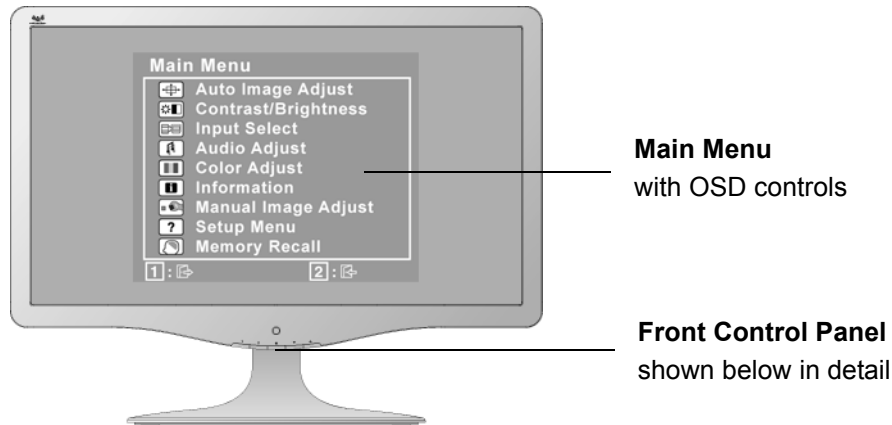 Main Menu
Auto Image Adjust
Contrast/Brightness
Input Select
Audio Adjust
Color Adjust
Information
Manual Image Adjust
? Setup Menu
Memory Recall
1 : 2 :
Main Menu
with OSD controls
Front Control Panel
shown below in detail